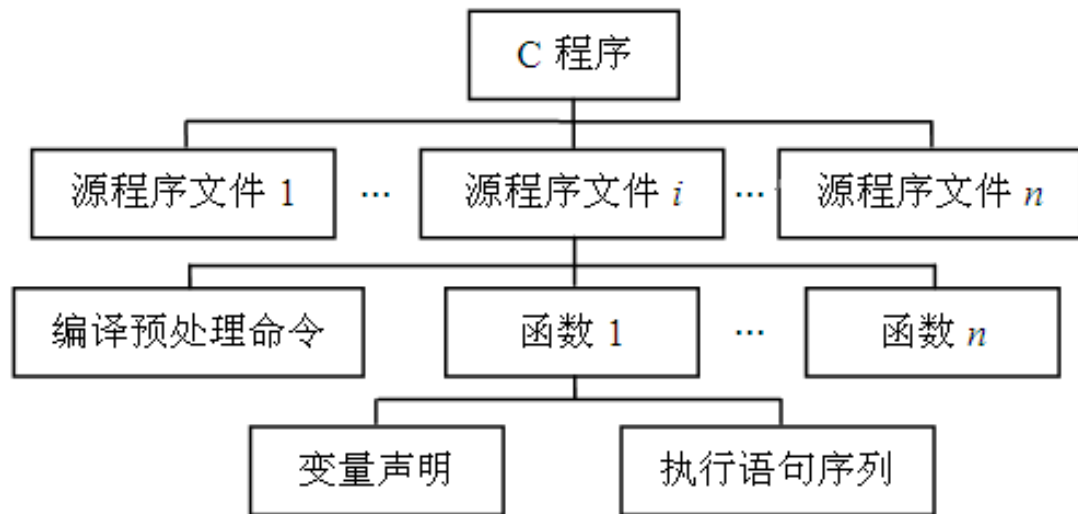 C 程序
源程序文件 1 … 源程序文件 i … 源程序文件 n
编译预处理命令 函数 1 … 函数 n
变量声明 执行语句序列